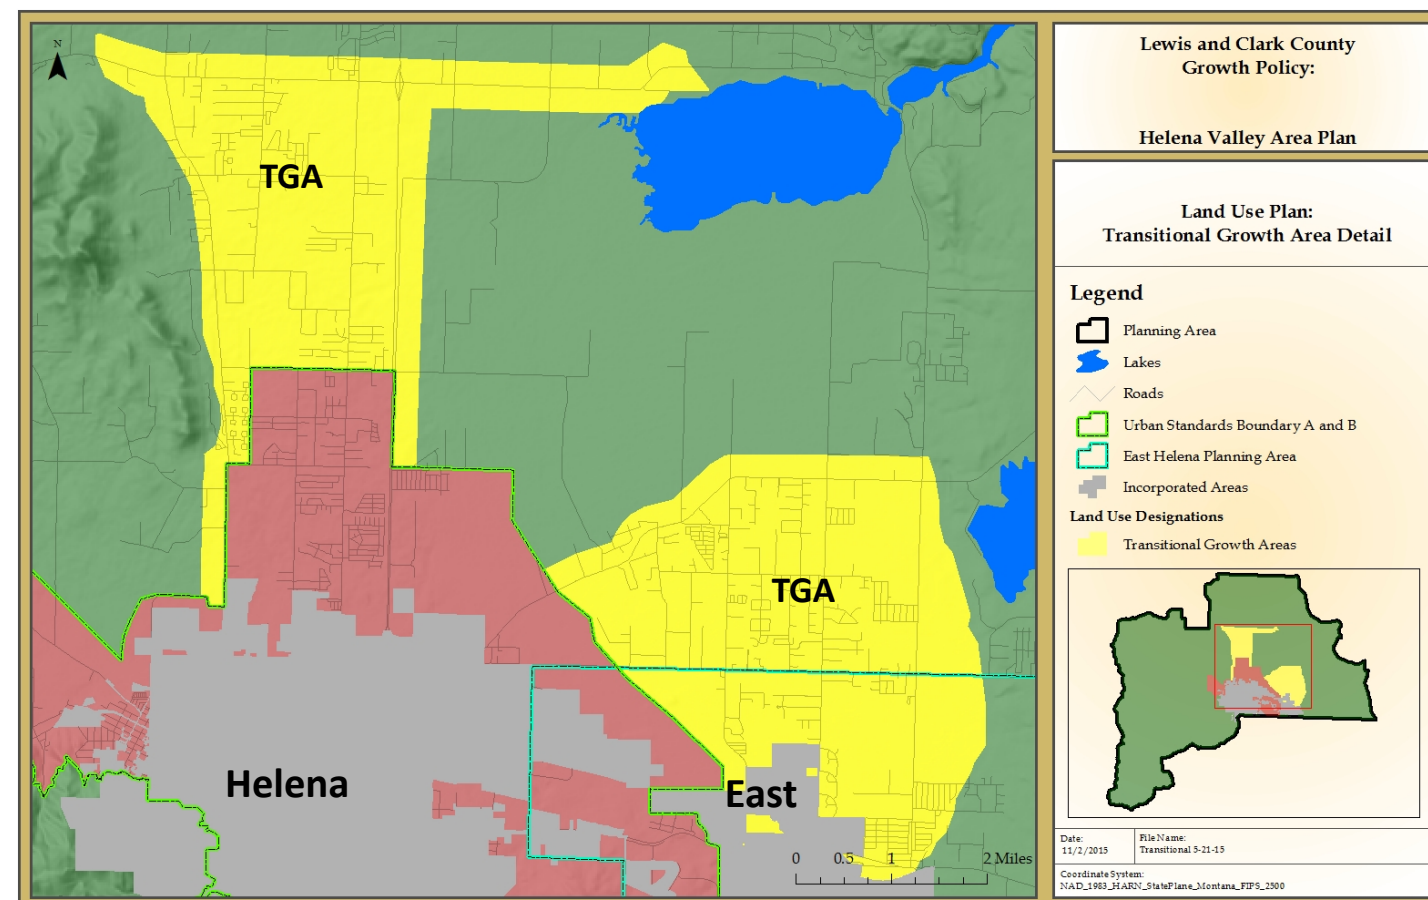 N
TGA
TGA
Helena
East
0 0.5 1 2 Miles
Lewis and Clark County
Growth Policy:
Helena Valley Area Plan
Land Use Plan:
Transitional Growth Area Detail
Legend
Planning Area
Lakes
Roads
Urban Standards Boundary A and B
East Helena Planning Area
Incorporated Areas
Land Use Designations
Transitional Growth Areas
Date:
11/2/2015
File Name:
Transitional 5-21-15
Coordinate System:
NAD_1983_HARN_StatePlane_Montana_FIPS_2500